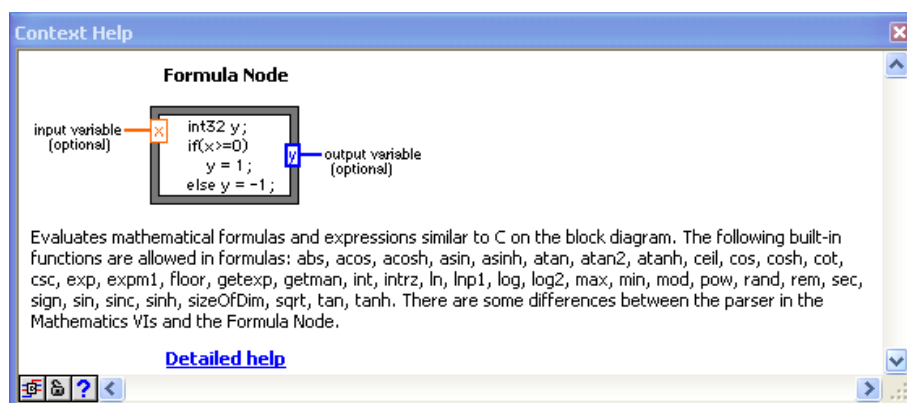 Context Help
Formula Node
input variable
(optional)
x
int32 y;
if(x>=0)
y = 1;
else y = -1;
y
output variable
(optional)
Evaluates mathematical formulas and expressions similar to C on the block diagram. The following built-in
functions are allowed in formulas: abs, acos, acosh, asin, asinh, atan, atan2, atanh, ceil, cos, cosh, cot,
csc, exp, expm1, floor, getexp, getman, int, intrz, ln, lnp1, log, log2, max, min, mod, pow, rand, rem, sec,
sign, sin, sinc, sinh, sizeOfDim, sqrt, tan, tanh. There are some differences between the parser in the
Mathematics VIs and the Formula Node.
Detailed help
?